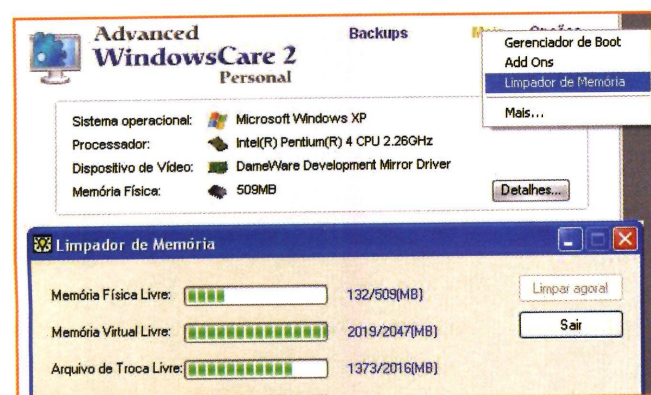 Advanced
WindowsCare 2
Personal
Backups
Gerenciador de Boot
Add Ons
Limpador de Memória
Mais...
Sistema operacional: Microsoft Windows XP
Processador: Intel(R) Pentium(R) 4 CPU 2.26GHz
Dispositivo de Vídeo: DameWare Development Mirror Driver
Memória Física: 509MB
Detalhes...
Limpador de Memória
Memória Física Livre: 132/509(MB)
Limpar agora!
Memória Virtual Livre: 2019/2047(MB)
Sair
Arquivo de Troca Livre: 1373/2016(MB)